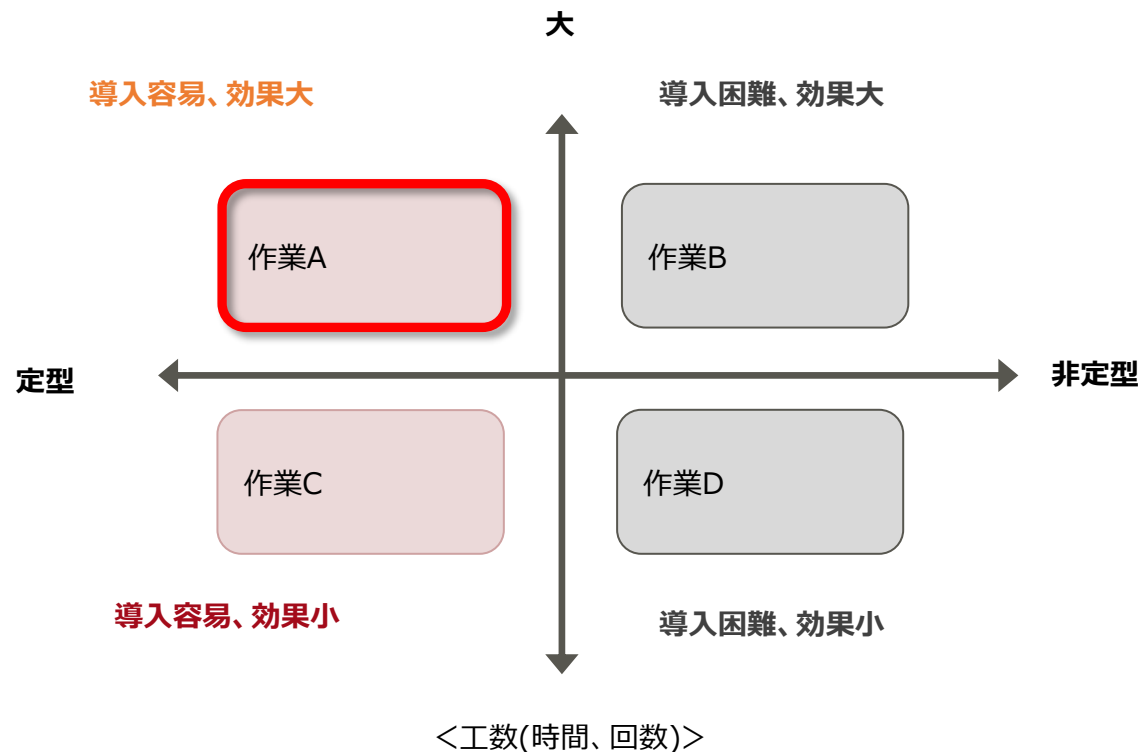 大
導入容易、効果大
導入困難、効果大
作業A
作業B
定型
非定型
作業C
作業D
導入容易、効果小
導入困難、効果小
＜工数(時間、回数)＞